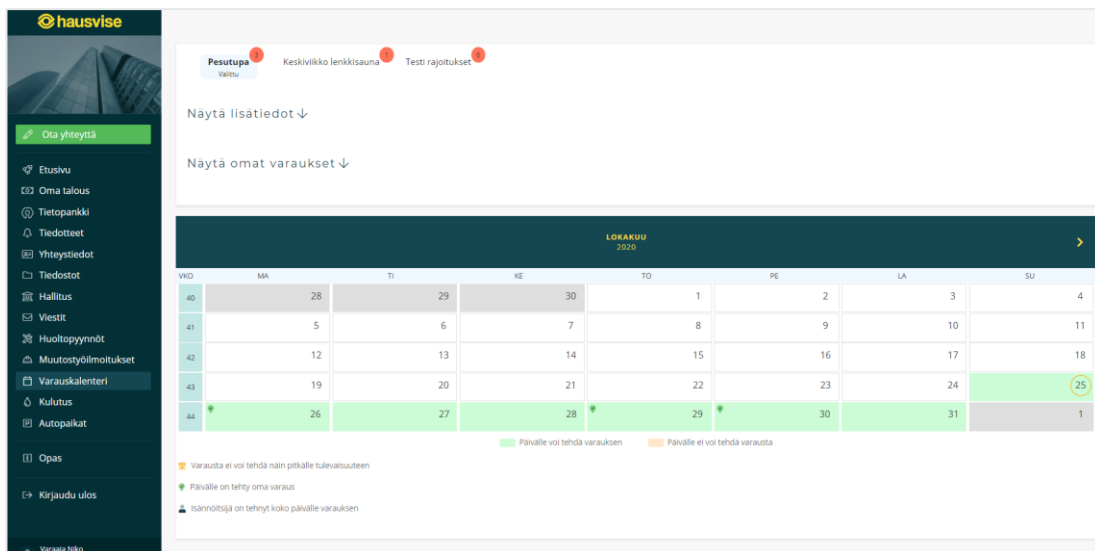 hausvise
Ota yhteyttä
Etusivu
Oma talous
Tietopankki
Tiedotteet
Yhteystiedot
Tiedostot
Hallitus
Viestit
Huoltopyynnöt
Muutostyöilmoitukset
Varauskalenteri
Kulutus
Autopaikat
Opas
Kirjaudu ulos
Varaaja Niko
Pesutupa 3 Keskiviikko lenkkisauna 1 Testi rajoitukset 0
Valittu
Näytä lisätiedot
Näytä omat varaukset
LOKAKUU
2020
VKO MA TI KE TO PE LA SU
40 28 29 30 1 2 3 4
41 5 6 7 8 9 10 11
42 12 13 14 15 16 17 18
43 19 20 21 22 23 24 25
44 26 27 28 29 30 31 1
Päivälle voi tehdä varauksen Päivälle ei voi tehdä varausta
Varausta ei voi tehdä näin pitkälle tulevaisuuteen
Päivälle on tehty oma varaus
Isännöitsijä on tehnyt koko päivälle varauksen